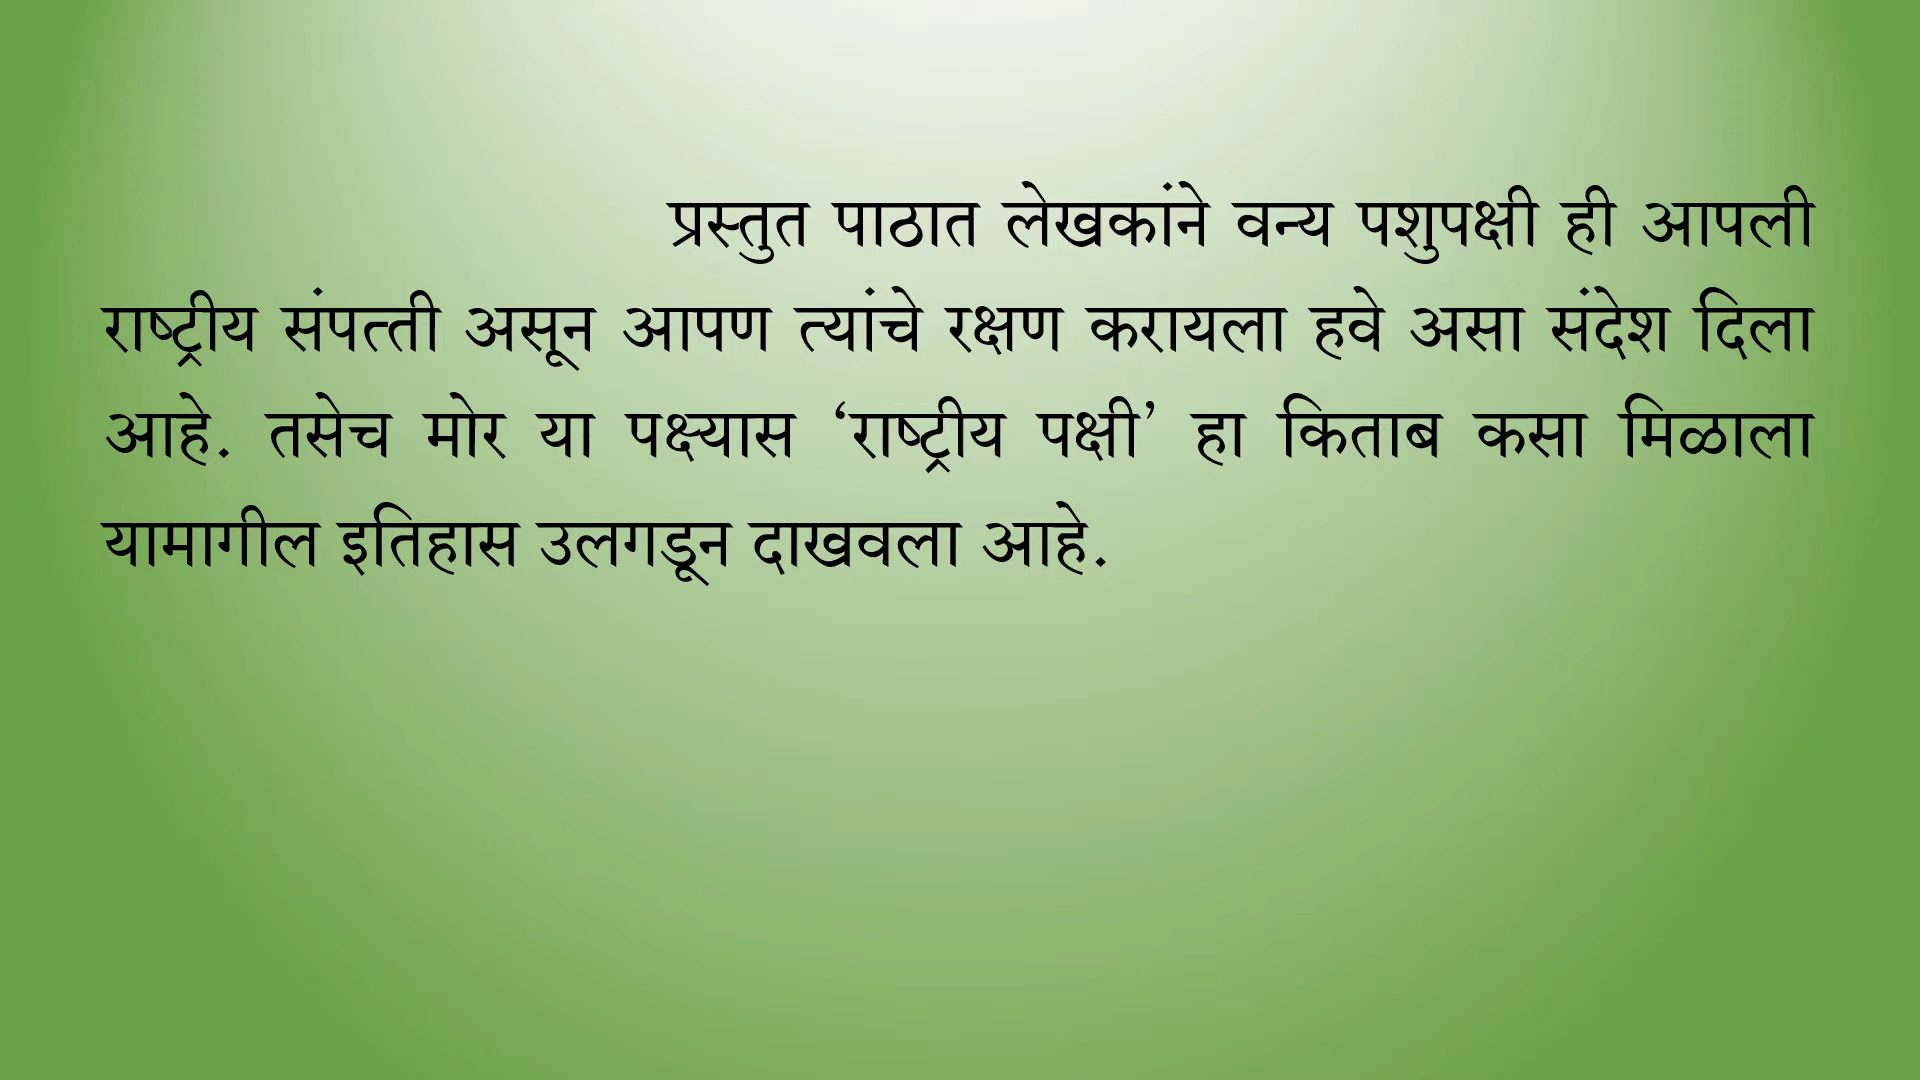 प्रस्तुत पाठात लेखकांने वन्य पशुपक्षी ही आपली
राष्ट्रीय संपत्ती असून आपण त्यांचे रक्षण करायला हवे असा संदेश दिला
आहे. तसेच मोर या पक्ष्यास ‘राष्ट्रीय पक्षी’ हा किताब कसा मिळाला
यामागील इतिहास उलगडून दाखवला आहे.